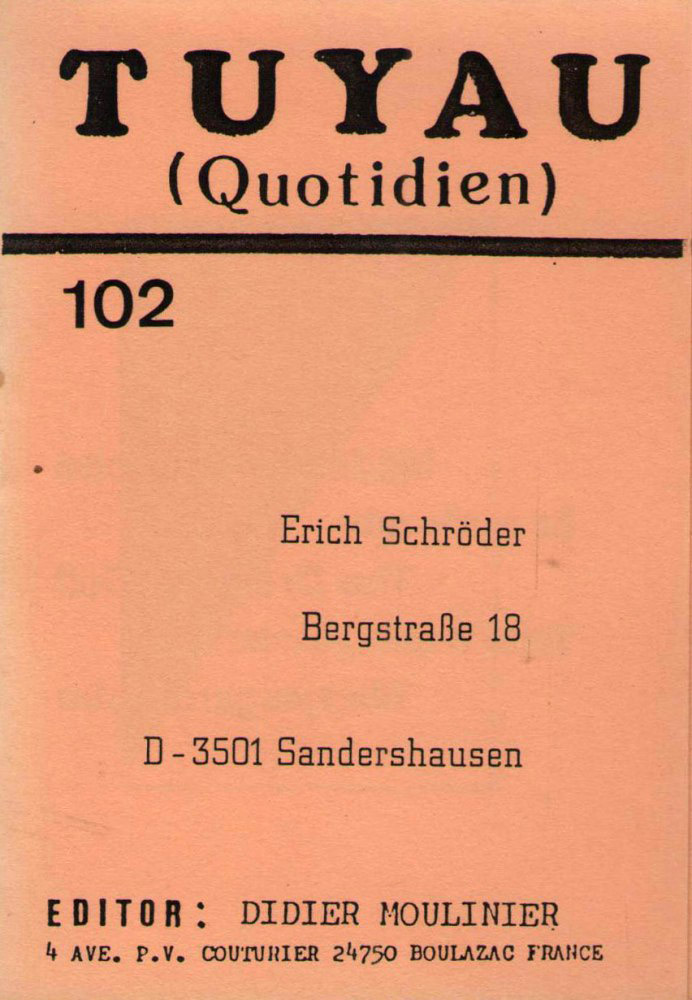 TUYAU
(Quotidien)
102
Erich Schröder
Bergstraße 18
D-3501 Sandershausen
EDITOR: DIDIER MOULINIER
4 AVE. P.V. COUTURIER 24750 BOULAZAC FRANCE